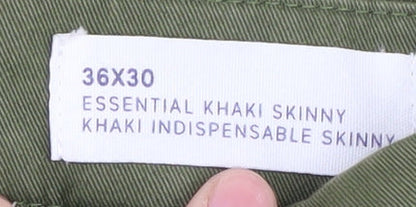 36X30
ESSENTIAL KHAKI SKINNY
KHAKI INDISPENSABLE SKINNY